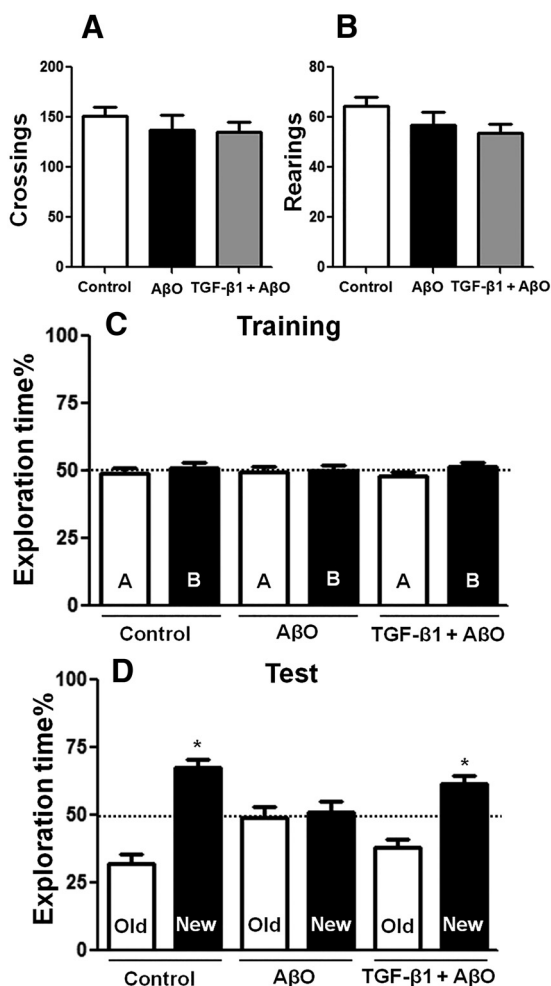 A
B
200
150
100
50
0
Crossings
Control
AβO
TGF-β1 + AβO
80
60
40
20
0
Rearings
Control
AβO
TGF-β1 + AβO
C
Training
100
75
50
25
0
Exploration time%
A
B
A
B
A
B
Control
AβO
TGF-ß1 + AβO
D
Test
100
75
50
25
0
Exploration time%
*
*
Old
New
Old
New
Old
New
Control
AβO
TGF-β1 + AβO